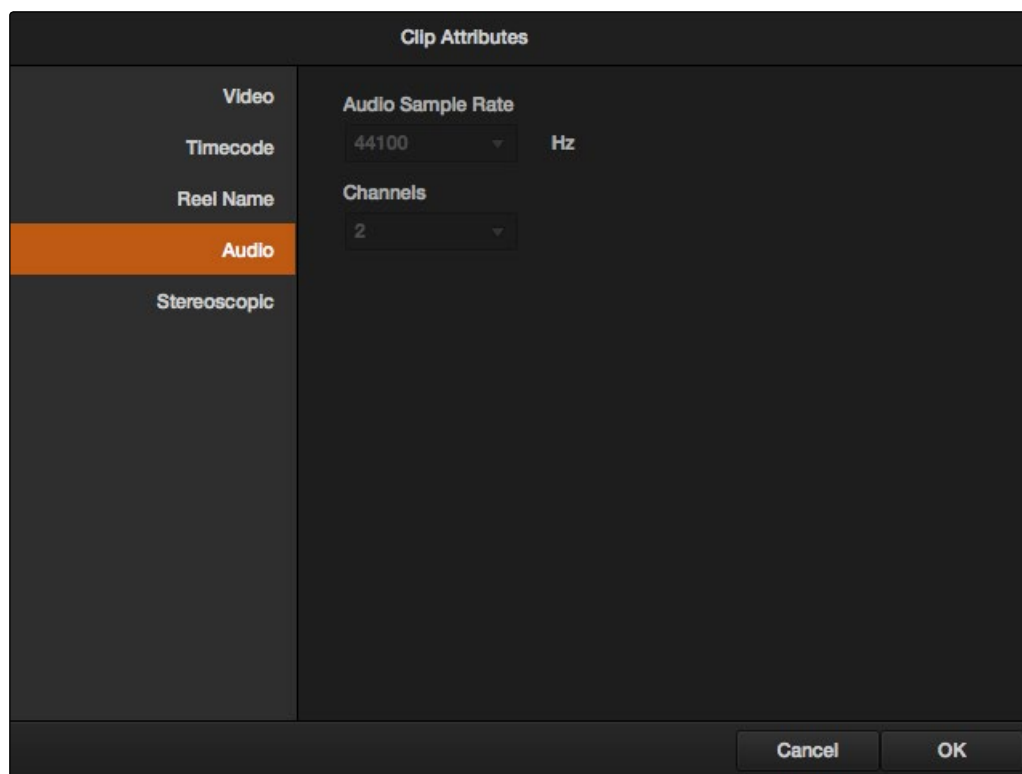 Clip Attributes
Video
Timecode
Reel Name
Audio
Stereoscopic
Audio Sample Rate
44100 Hz
Channels
2
Cancel OK